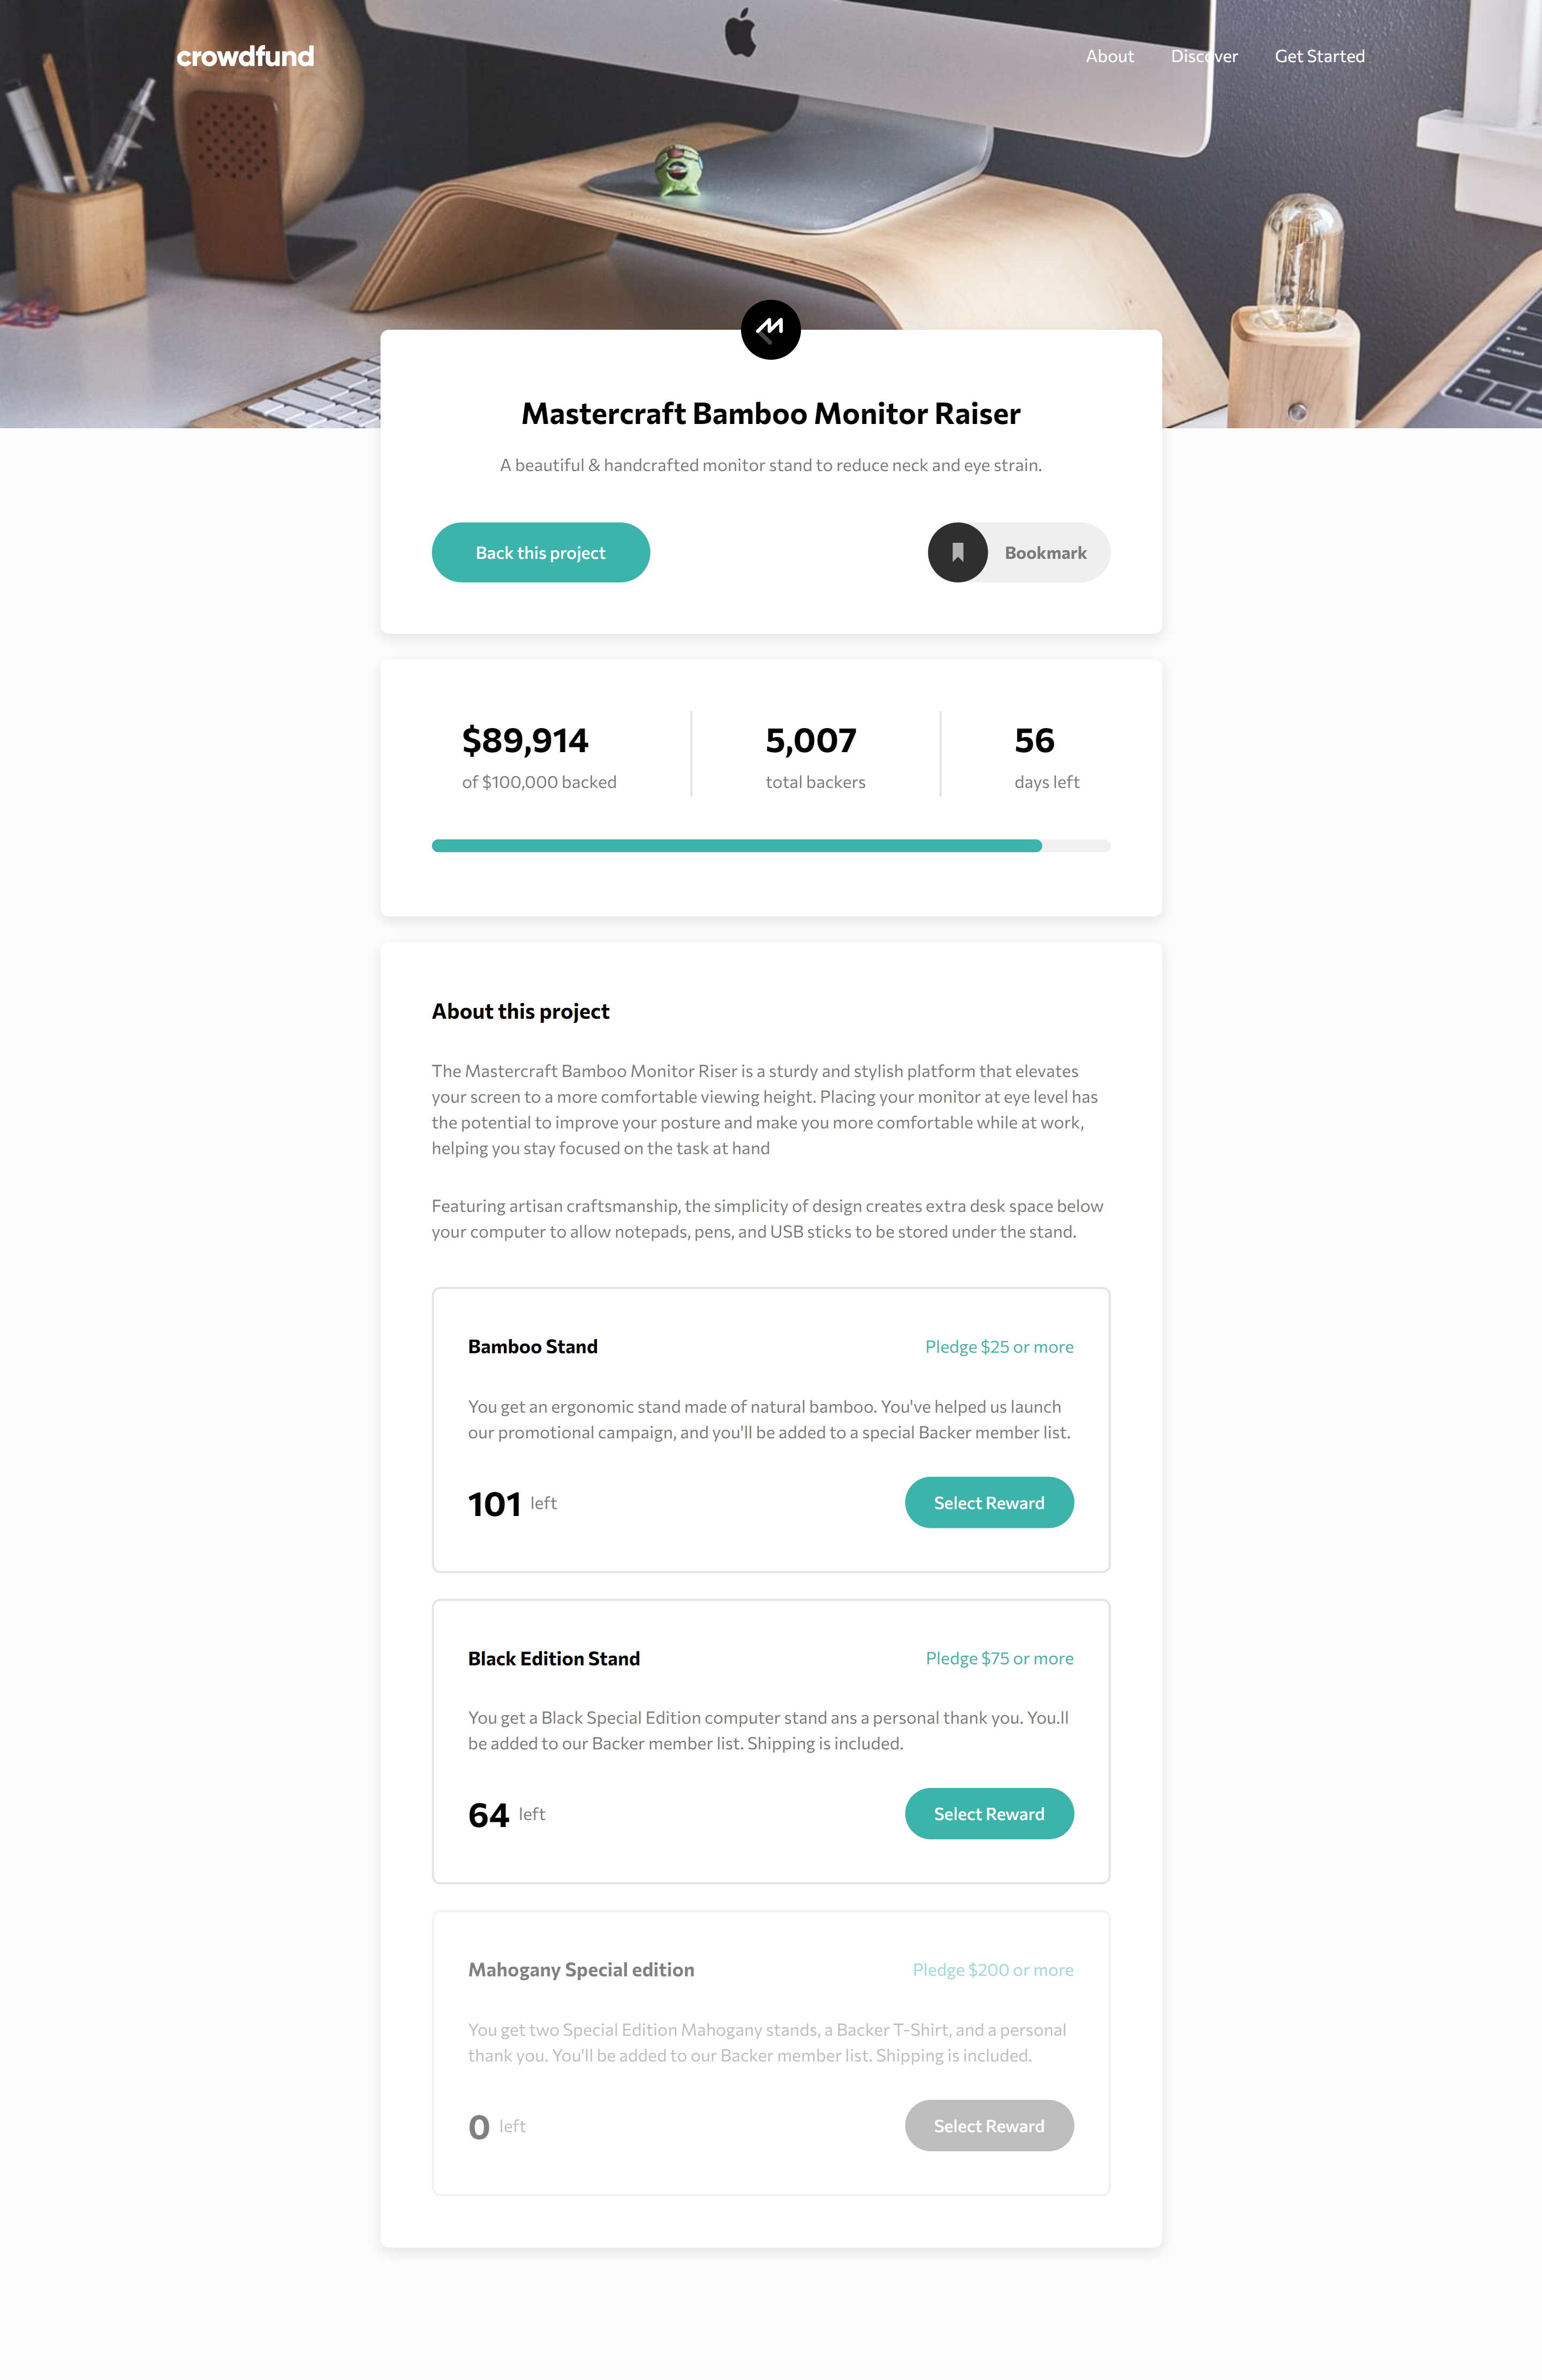 crowdfund
About Discover Get Started
Mastercraft Bamboo Monitor Raiser
A beautiful & handcrafted monitor stand to reduce neck and eye strain.
Back this project
Bookmark
$89,914
of $100,000 backed
5,007
total backers
56
days left
About this project
The Mastercraft Bamboo Monitor Riser is a sturdy and stylish platform that elevates
your screen to a more comfortable viewing height. Placing your monitor at eye level has
the potential to improve your posture and make you more comfortable while at work,
helping you stay focused on the task at hand
Featuring artisan craftsmanship, the simplicity of design creates extra desk space below
your computer to allow notepads, pens, and USB sticks to be stored under the stand.
Bamboo Stand
Pledge $25 or more
You get an ergonomic stand made of natural bamboo. You've helped us launch
our promotional campaign, and you'll be added to a special Backer member list.
101 left
Select Reward
Black Edition Stand
Pledge $75 or more
You get a Black Special Edition computer stand ans a personal thank you. You.ll
be added to our Backer member list. Shipping is included.
64 left
Select Reward
Mahogany Special edition
Pledge $200 or more
You get two Special Edition Mahogany stands, a Backer T-Shirt, and a personal
thank you. You'll be added to our Backer member list. Shipping is included.
0 left
Select Reward